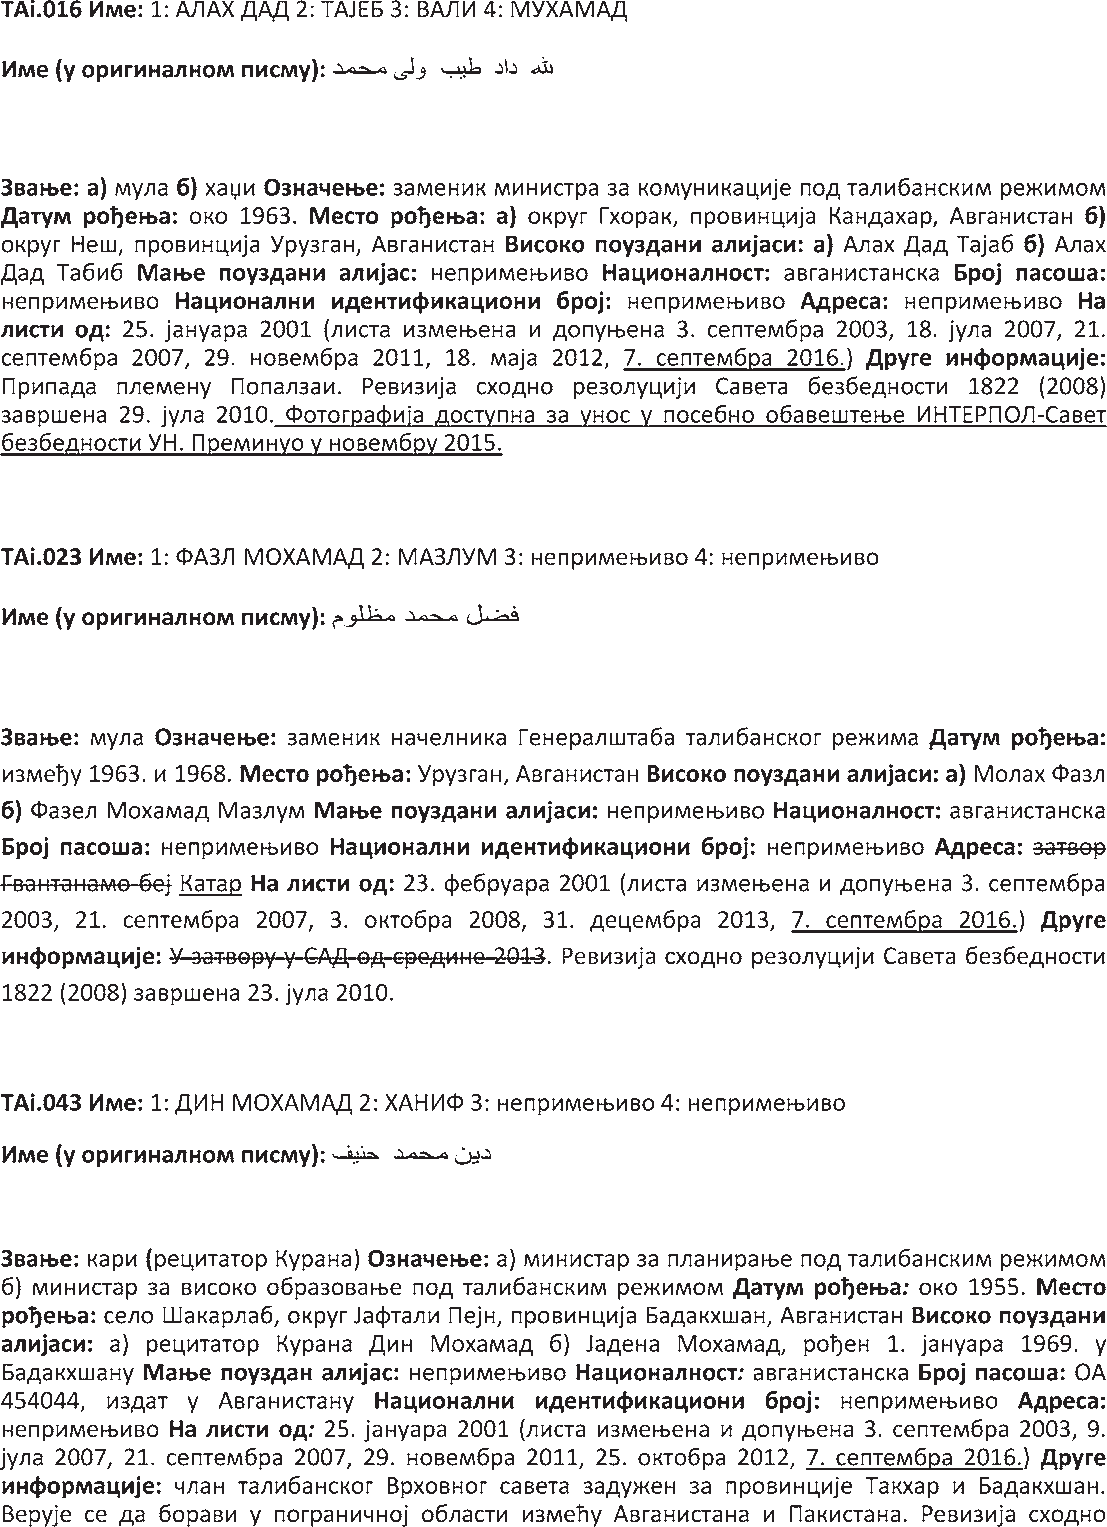 TAi.016 Име: 1: АЛАХ ДАД 2: ТАЈЕБ 3: ВАЛИ 4: МУХАМАД
Име (у оригиналном писму): لله داد طيب ولی محمد
Звање: а) мула б) хаџи Означење: заменик министра за комуникације под талибанским режимом
Датум рођења: око 1963. Место рођења: а) округ Гхорак, провинција Кандахар, Авганистан б)
округ Неш, провинција Урузган, Авганистан Високо поуздани алијаси: а) Алах Дад Тајаб б) Алах
Дад Табиб Мање поуздани алијас: непримењиво Националност: авганистанска Број пасоша:
непримењиво Национални идентификациони број: непримењиво Адреса: непримењиво На
листи од: 25. јануара 2001 (листа измењена и допуњена 3. септембра 2003, 18. јула 2007, 21.
септембра 2007, 29. новембра 2011, 18. маја 2012, 7. септембра 2016.) Друге информације:
Припада племену Попалзаи. Ревизија сходно резолуцији Савета безбедности 1822 (2008)
завршена 29. јула 2010. Фотографија доступна за унос у посебно обавештење ИНТЕРПОЛ-Савет
безбедности УН. Преминуо у новембру 2015.
TAi.023 Име: 1: ФАЗЛ МОХАМАД 2: МАЗЛУМ 3: непримењиво 4: непримењиво
Име (у оригиналном писму): فضل محمد مظلوم
Звање: мула Означење: заменик начелника Генералштаба талибанског режима Датум рођења:
између 1963. и 1968. Место рођења: Урузган, Авганистан Високо поуздани алијаси: а) Молах Фазл
б) Фазел Мохамад Мазлум Мање поуздани алијаси: непримењиво Националност: авганистанска
Број пасоша: непримењиво Национални идентификациони број: непримењиво Адреса: затвор
Гвантанамо беј Катар На листи од: 23. фебруара 2001 (листа измењена и допуњена 3. септембра
2003, 21. септембра 2007, 3. октобра 2008, 31. децембра 2013, 7. септембра 2016.) Друге
информације: У затвору у САД од средине 2013. Ревизија сходно резолуцији Савета безбедности
1822 (2008) завршена 23. јула 2010.
TAi.043 Име: 1: ДИН МОХАМАД 2: ХАНИФ 3: непримењиво 4: непримењиво
Име (у оригиналном писму): دين محمد حنيف
Звање: кари (рецитатор Курана) Означење: а) министар за планирање под талибанским режимом
б) министар за високо образовање под талибанским режимом Датум рођења: око 1955. Место
рођења: село Шакарлаб, округ Јафтали Пејн, провинција Бадакхшан, Авганистан Високо поуздани
алијаси: а) рецитатор Курана Дин Мохамад б) Јадена Мохамад, рођен 1. јануара 1969. у
Бадакхшану Мање поуздан алијас: непримењиво Националност: авганистанска Број пасоша: ОА
454044, издат у Авганистану Национални идентификациони број: непримењиво Адреса:
непримењиво На листи од: 25. јануара 2001 (листа измењена и допуњена 3. септембра 2003, 9.
јула 2007, 21. септембра 2007, 29. новембра 2011, 25. октобра 2012, 7. септембра 2016.) Друге
информације: члан талибанског Врховног савета задужен за провинције Такхар и Бадакхшан.
Верује се да борави у пограничној области између Авганистана и Пакистана. Ревизија сходно